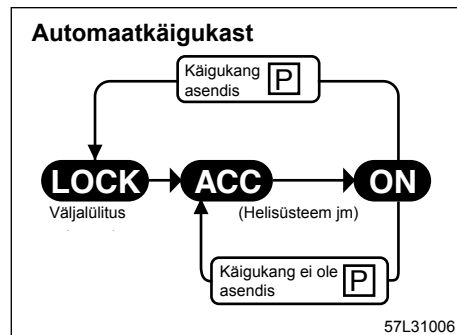 Automaatkäigukast
Käigukang
asendis P
LOCK ACC ON
Väljalülitus (Helisüsteem jm)
Käigukang ei ole
asendis P
57L31006